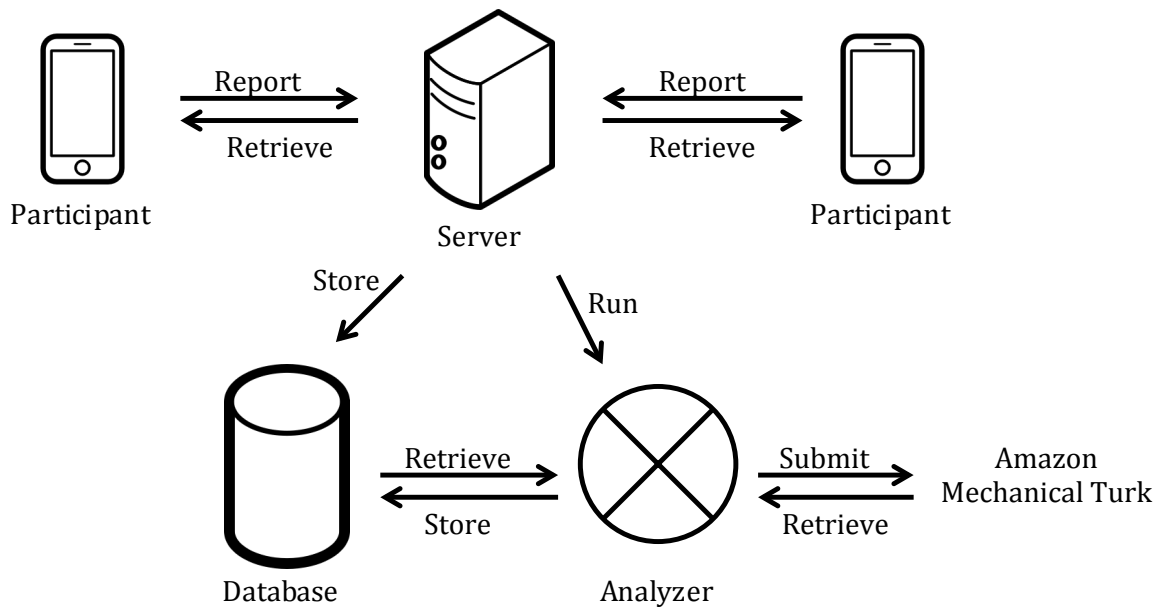 Report
Retrieve
Participant
Server
Report
Retrieve
Participant
Store
Run
Database
Retrieve
Store
Analyzer
Submit
Retrieve
Amazon
Mechanical Turk